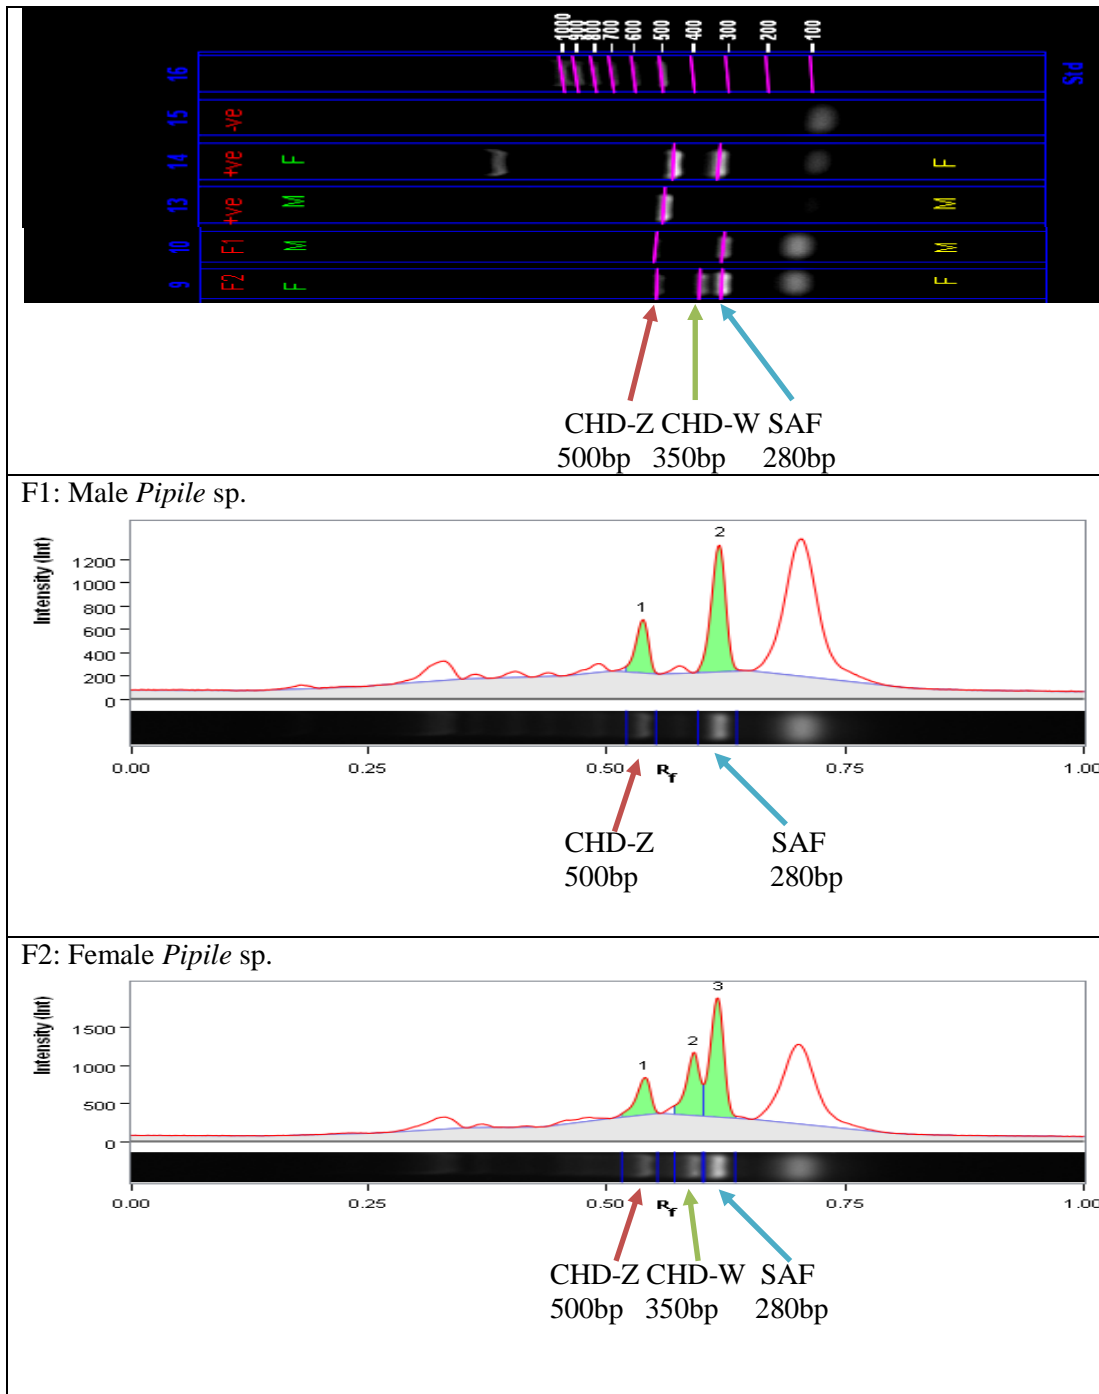 1000 900 800 700 600 500 400 300 200 100
16 Std
15 -ve
14 +ve F F
13 +ve M M
10 F1 M M
9 F2 F F
CHD-Z CHD-W SAF
500bp 350bp 280bp
F1: Male Pipile sp.
Intensity (Int)
1200
1000
800
600
400
200
0
1 2
0.00 0.25 0.50 Rf 0.75 1.00
CHD-Z SAF
500bp 280bp
F2: Female Pipile sp.
Intensity (Int)
1500
1000
500
0
1 2 3
0.00 0.25 0.50 Rf 0.75 1.00
CHD-Z CHD-W SAF
500bp 350bp 280bp